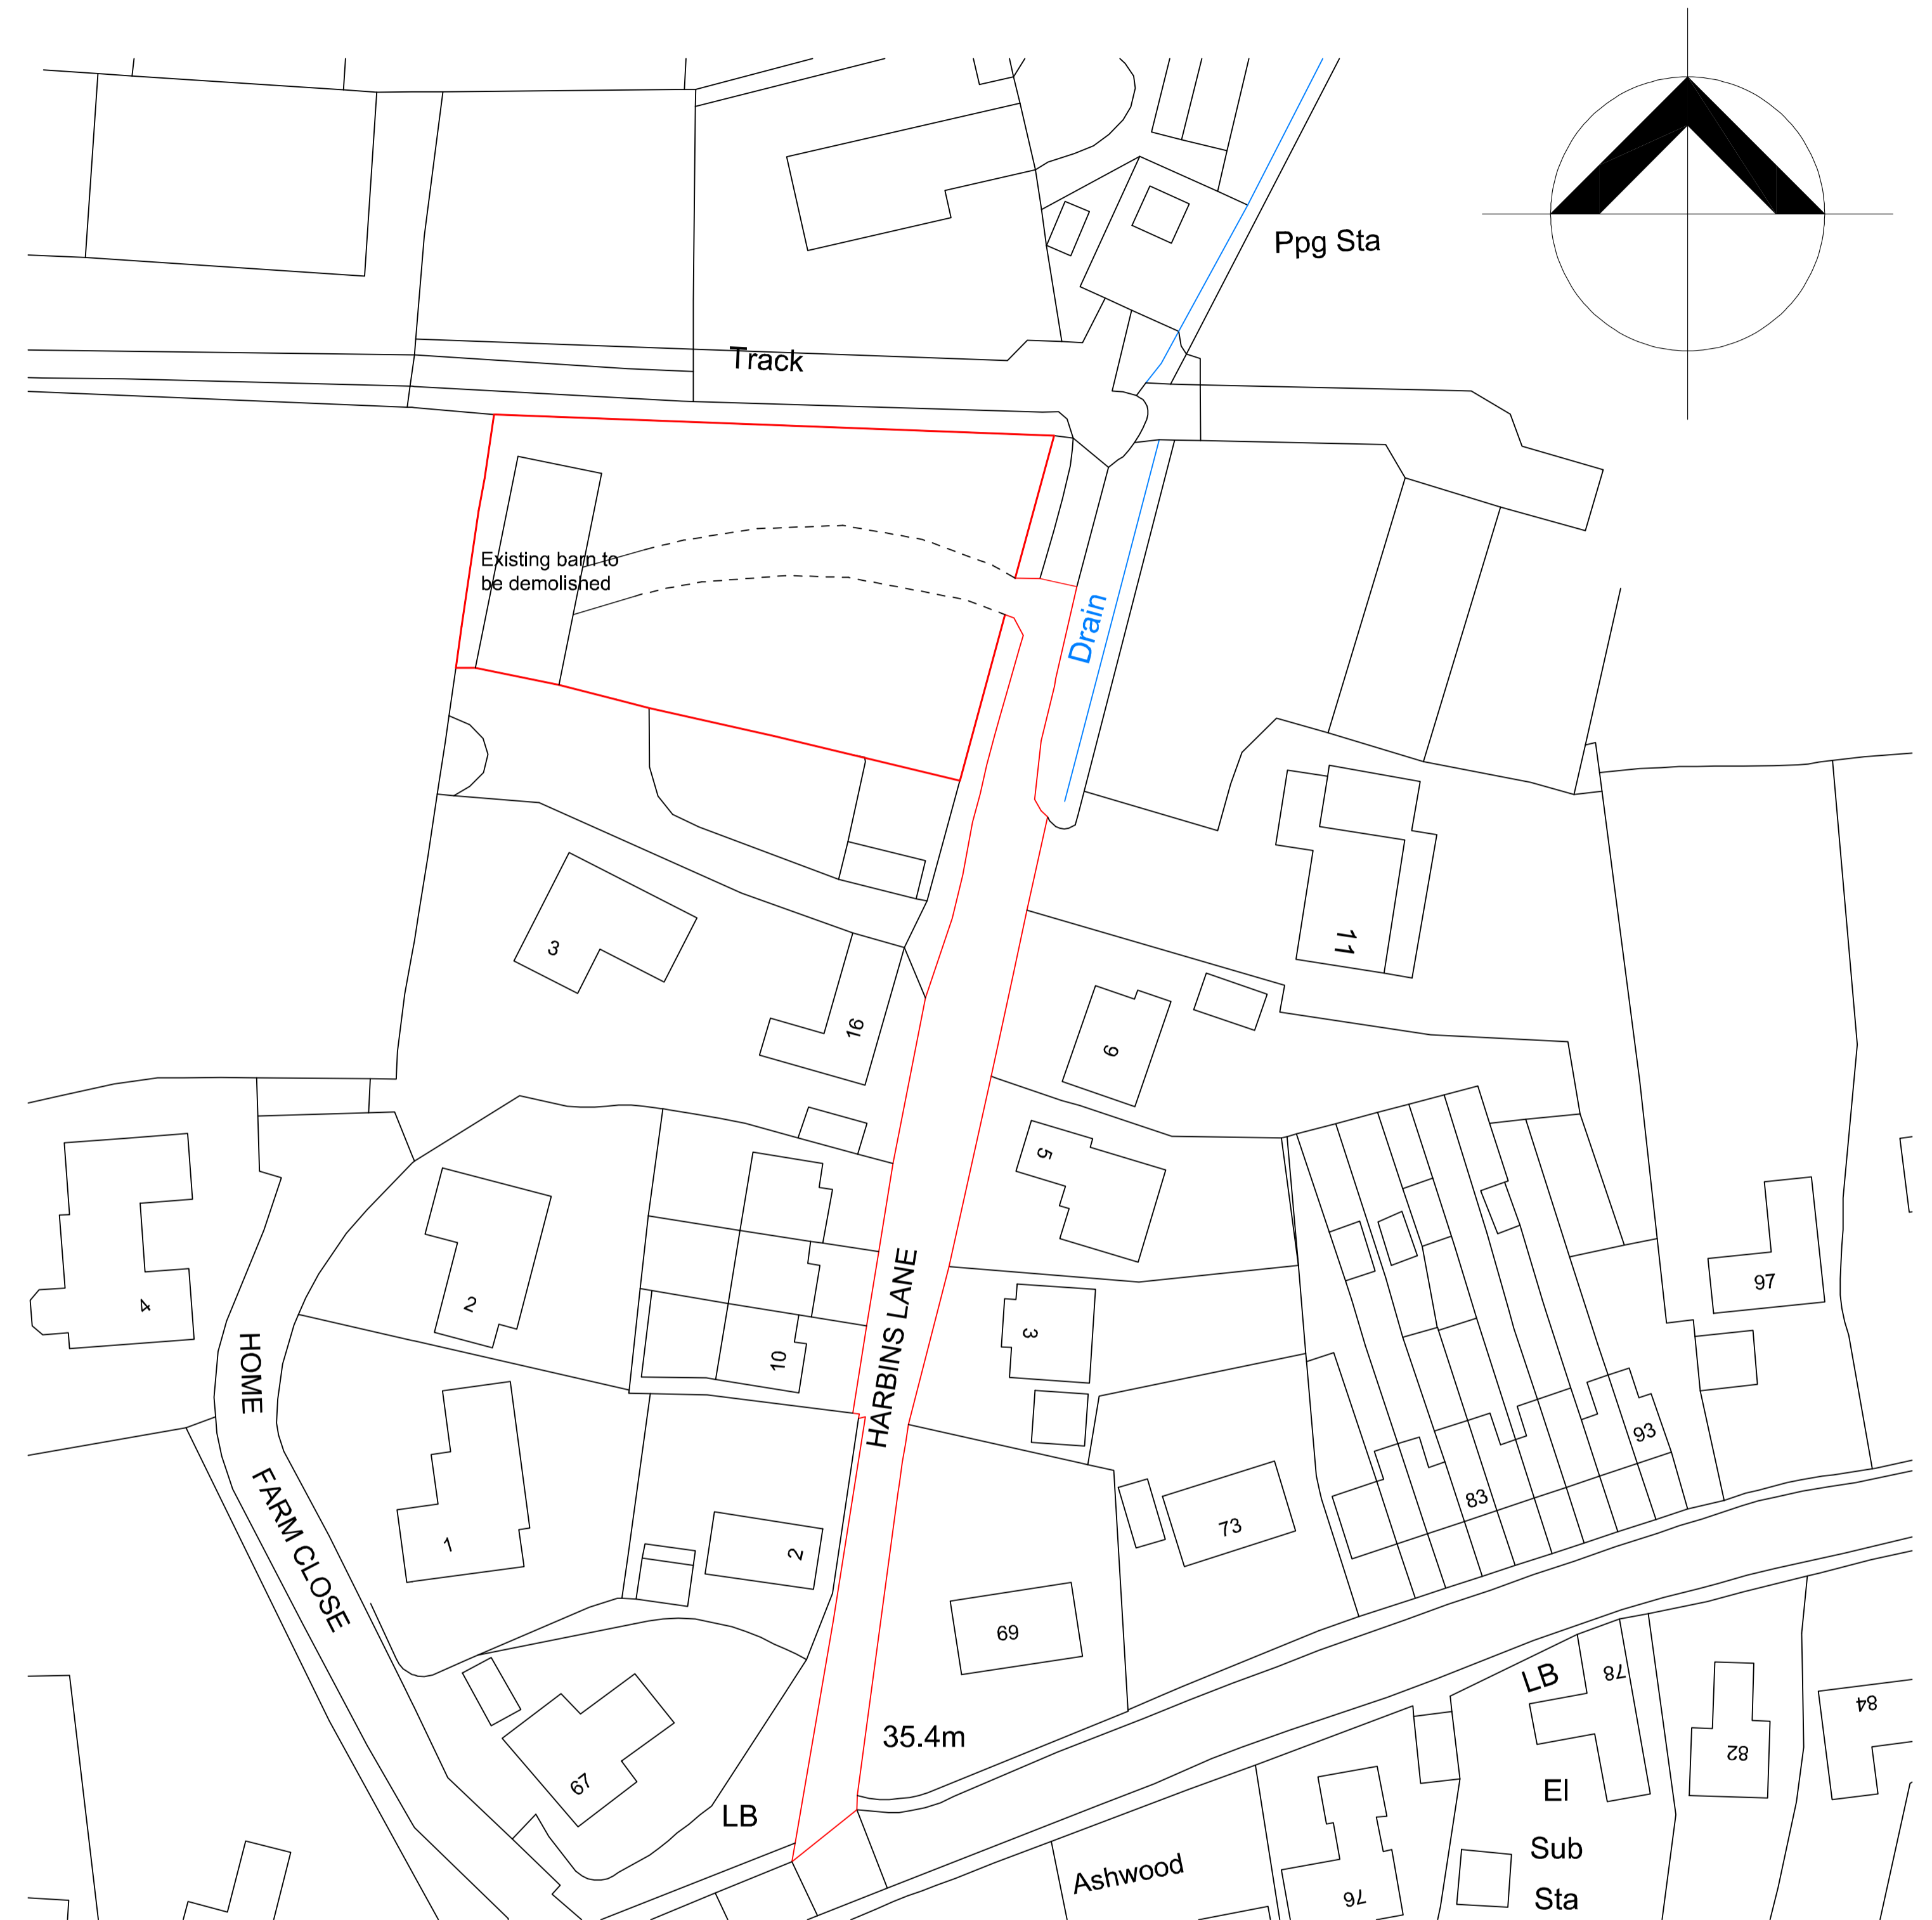 Ppg Sta
Track
Existing barn to
be demolished
Drain
11
3
16
9
5
97
4
2
3
10
HOME
HARBINS LANE
93
83
73
FARM CLOSE
1
2
69
LB
78
84
82
35.4m
67
LB
El
Sub
Sta
Ashwood
76